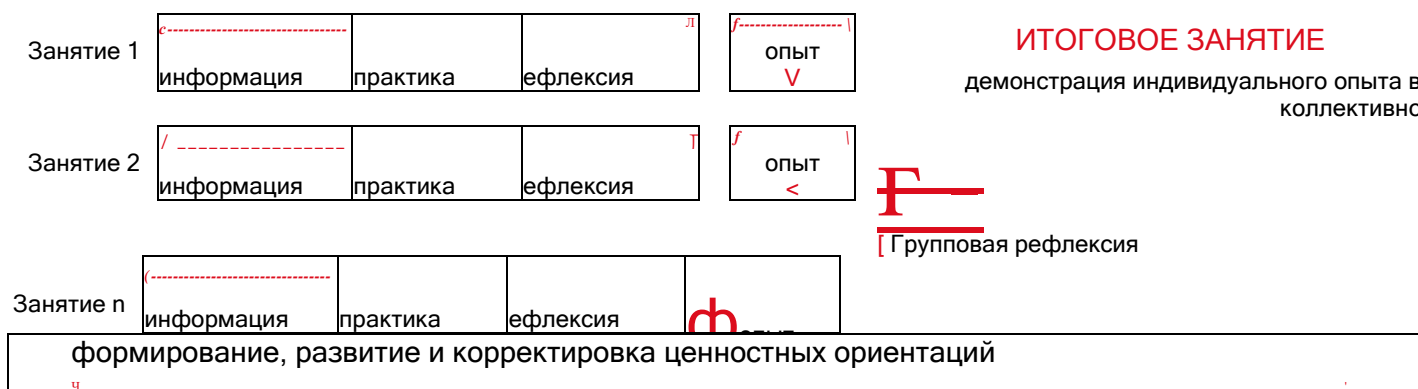 Занятие 1
информация практика ефлексия
опыт
V
ИТОГОВОЕ ЗАНЯТИЕ
демонстрация индивидуального опыта в
коллективно
Занятие 2
информация практика ефлексия
опыт
<
Г –
[ Групповая рефлексия
Занятие n
информация практика ефлексия
ф
формирование, развитие и корректировка ценностных ориентаций